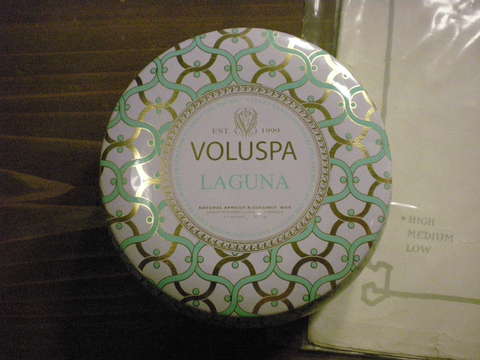 EST. 1999
VOLUSPA
LAGUNA
NATURAL APRICOT & COCONUT WAX
* HIGH
MEDIUM
LOW